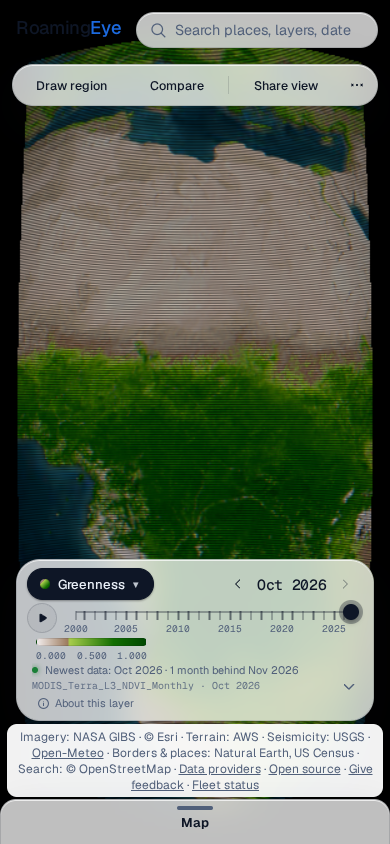 RoamingEye
Search places, layers, date
Draw region Compare Share view ···
Greenness ▾ < Oct 2026 >
2000 2005 2010 2015 2020 2025
0.000 0.500 1.000
Newest data: Oct 2026 · 1 month behind Nov 2026
MODIS_Terra_L3_NDVI_Monthly · Oct 2026
About this layer
Imagery: NASA GIBS · © Esri · Terrain: AWS · Seismicity: USGS ·
Open-Meteo · Borders & places: Natural Earth, US Census ·
Search: © OpenStreetMap · Data providers · Open source · Give
feedback · Fleet status
Map